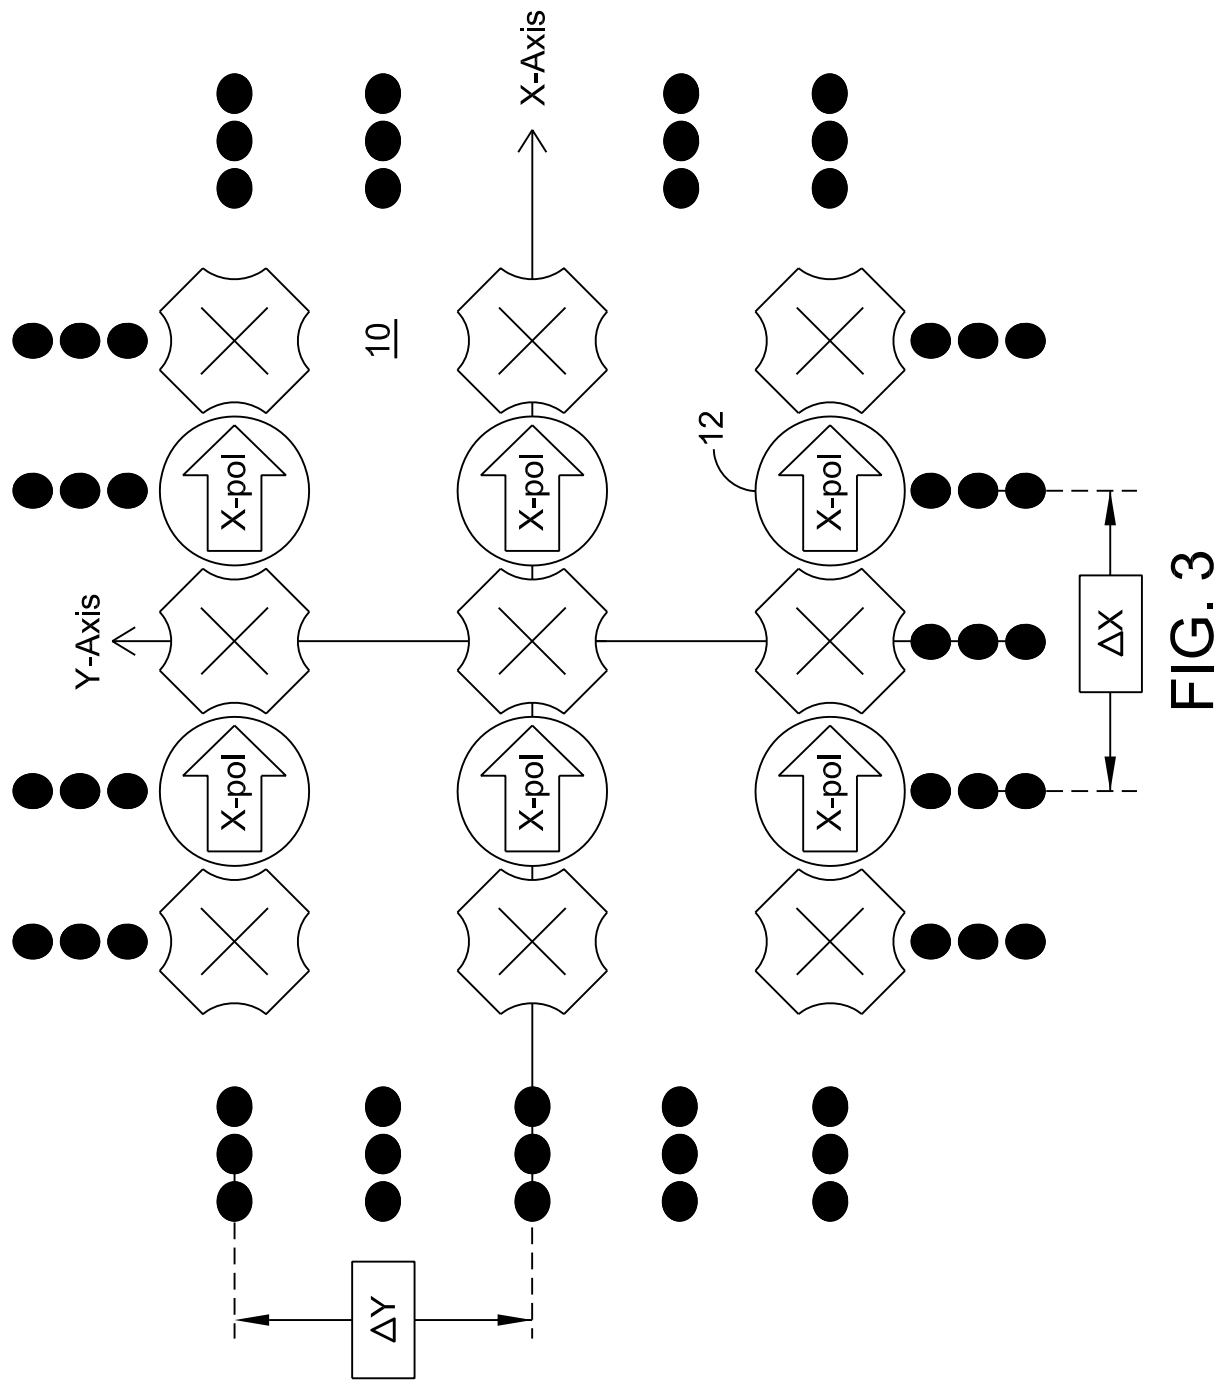 Y-Axis
X-pol
X-pol
10
X-pol
X-pol
X-Axis
12
X-pol
X-pol
ΔY
ΔX
FIG. 3